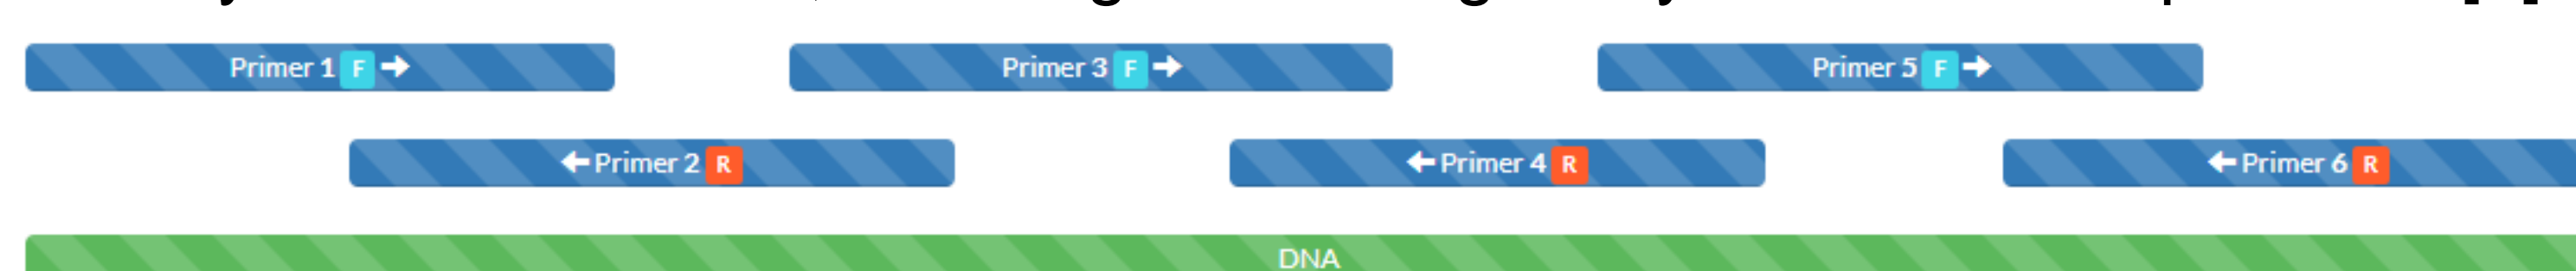 Primer 1 F → Primer 3 F → Primer 5 F →
← Primer 2 R ← Primer 4 R ← Primer 6 R
DNA